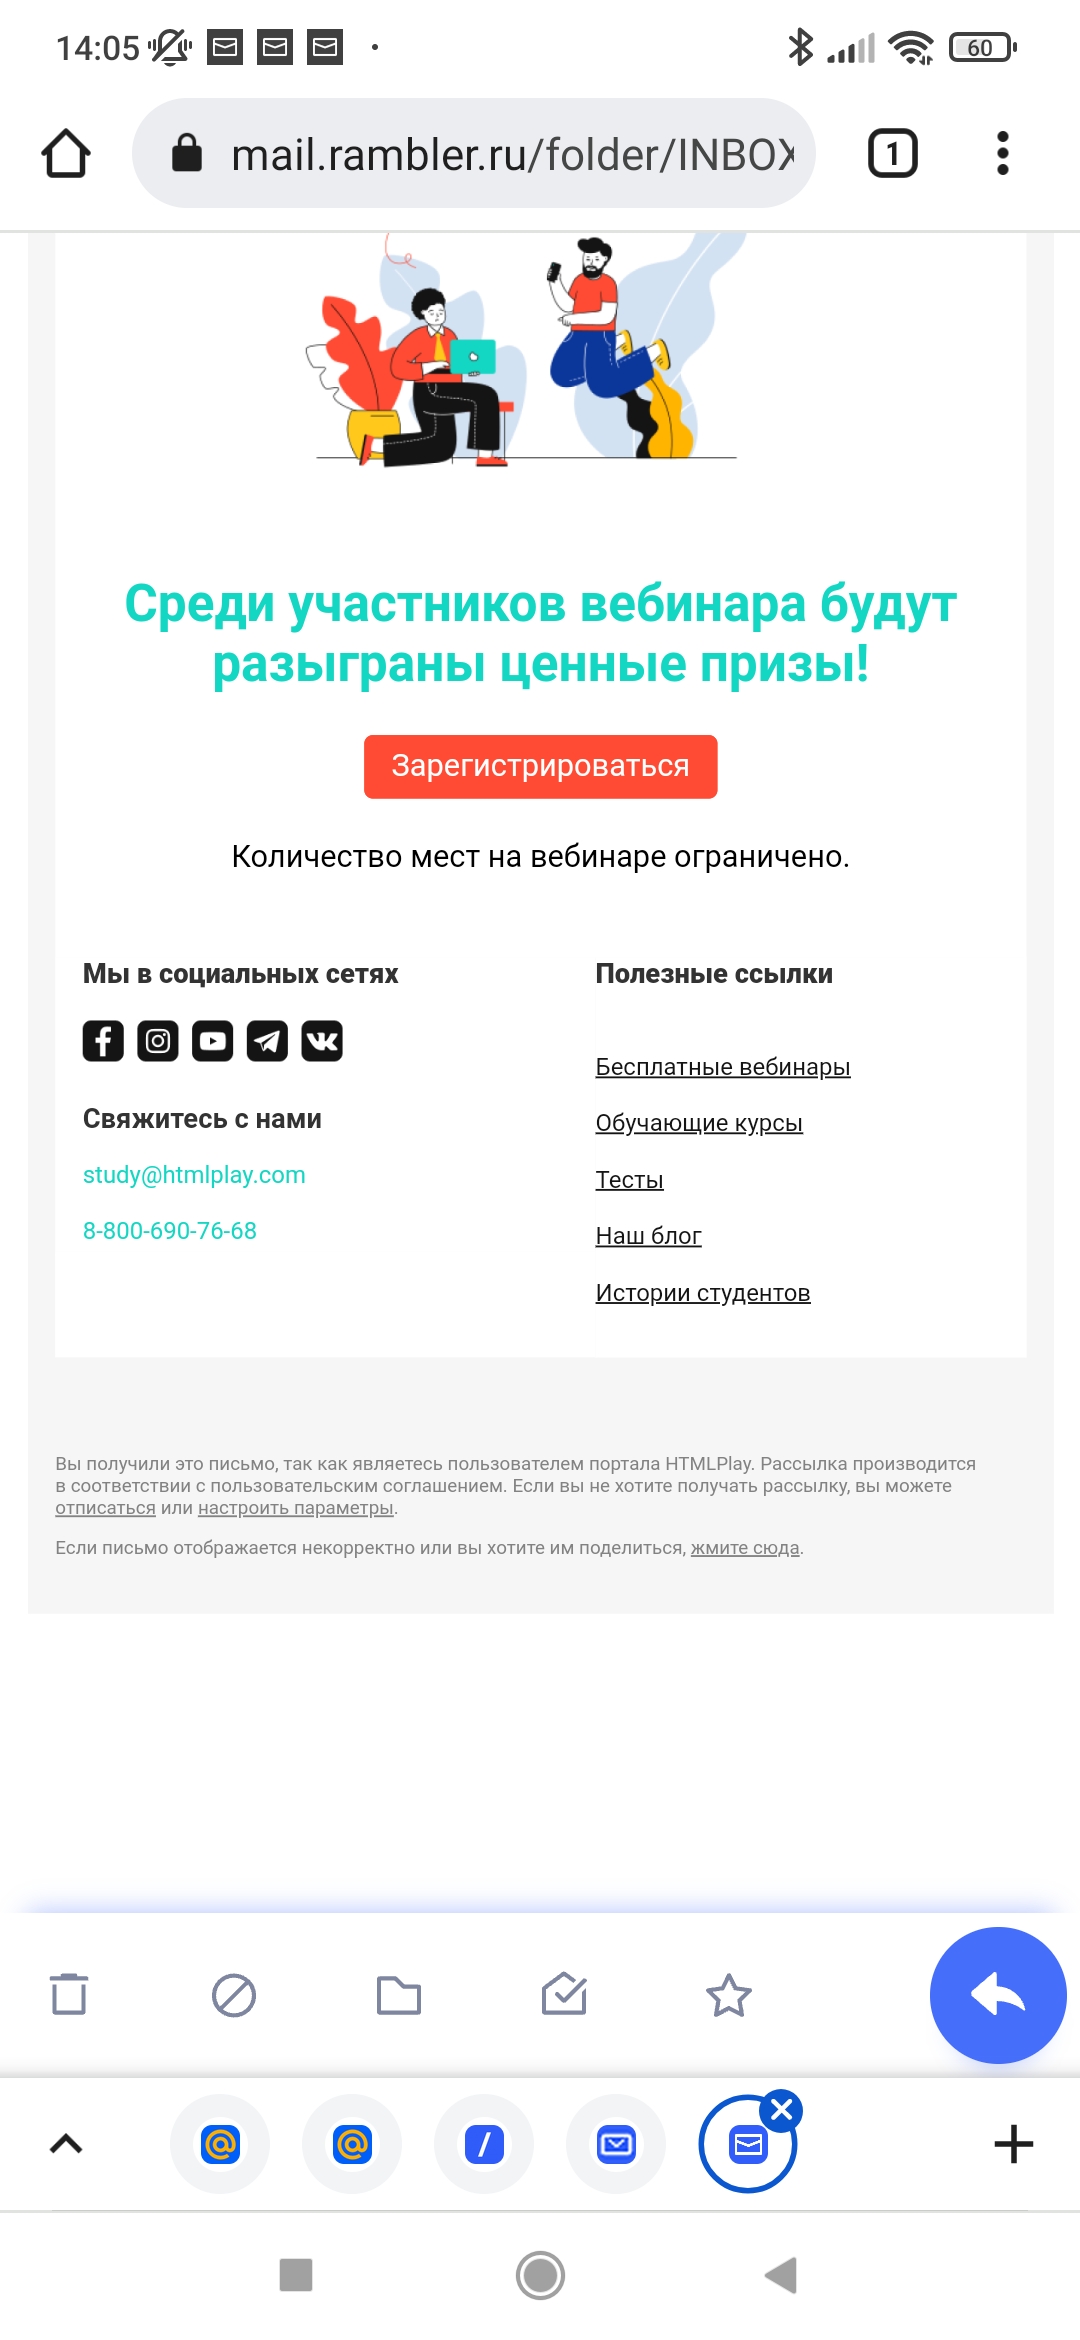 14:05
60
mail.rambler.ru/folder/INBOX
1
Среди участников вебинара будут
разыграны ценные призы!
Зарегистрироваться
Количество мест на вебинаре ограничено.
Мы в социальных сетях
Свяжитесь с нами
study@htmlplay.com
8-800-690-76-68
Полезные ссылки
Бесплатные вебинары
Обучающие курсы
Тесты
Наш блог
Истории студентов
Вы получили это письмо, так как являетесь пользователем портала HTMLPlay. Рассылка производится
в соответствии с пользовательским соглашением. Если вы не хотите получать рассылку, вы можете
отписаться или настроить параметры.
Если письмо отображается некорректно или вы хотите им поделиться, жмите сюда.